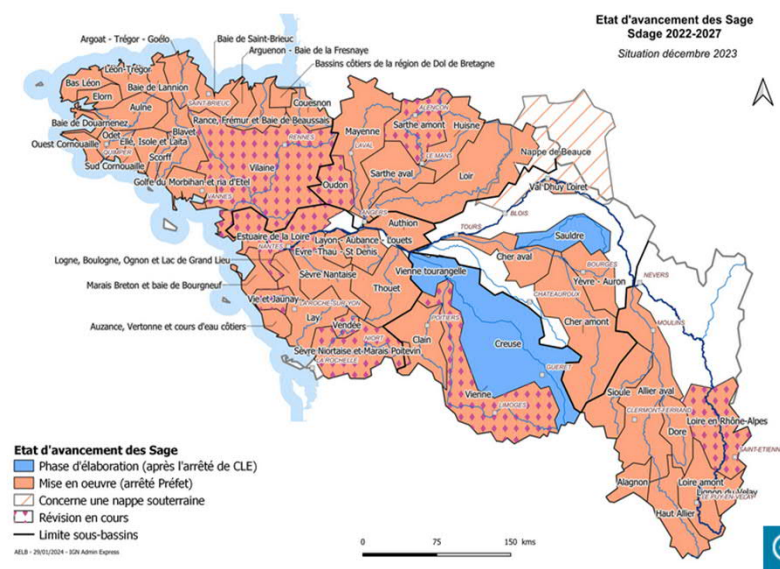 Etat d'avancement des Sage
Sdage 2022-2027
Situation décembre 2023
Argoat - Trégor - Goélo
Baie de Saint-Brieuc
Arguenon - Baie de la Fresnaye
Bassins côtiers de la région de Dol de Bretagne
Léon-Trégor
Bas Léon
Baie de Lannion
Elorn
Aulne
SAINT-BRIEUC
Couesnon
Rance, Frémur et Baie de Beaussais
Baie de Douarnenez
Odet
Blavet
Ouest Cornouaille
QUIMPER
Ellé, Isole et Laïta
Scorff
Sud Cornouaille
Golfe du Morbihan et ria d'Etel
VANNES
Vilaine
RENNES
Mayenne
LAVAL
Oudon
ALENÇON
Sarthe amont
Huisne
LE MANS
Sarthe aval
Loir
Nappe de Beauce
Val Dhuy Loiret
BLOIS
ANGERS
Authion
TOURS
Estuaire de la Loire
NANTES
Layon - Aubance - Louets
Evre - Thau - St Denis
Logne, Boulogne, Ognon et Lac de Grand Lieu
Sèvre Nantaise
Marais Breton et baie de Bourgneuf
Vie et Jaunay
LA ROCHE-SUR-YON
Thouet
Lay
Auzance, Vertonne et cours d'eau côtiers
Vendée
NIORT
Sèvre Niortaise et Marais Poitevin
LA ROCHELLE
Vienne tourangelle
POITIERS
Clain
Creuse
GUERET
Vienne
LIMOGES
Sauldre
Cher aval
BOURGES
Yèvre - Auron
CHATEAUROUX
Cher amont
NEVERS
MOULINS
Sioule
Allier aval
CLERMONT-FERRAND
Dore
Loire en Rhône-Alpes
SAINT-ETIENNE
Alagnon
Loire amont
Lignon du Velay
LE-PUY-EN-VELAY
Haut Allier
Etat d'avancement des Sage
Phase d'élaboration (après l'arrêté de CLE)
Mise en oeuvre (arrêté Préfet)
Concerne une nappe souterraine
Révision en cours
Limite sous-bassins
AELB - 29/01/2024 - IGN Admin Express
0 75 150 kms